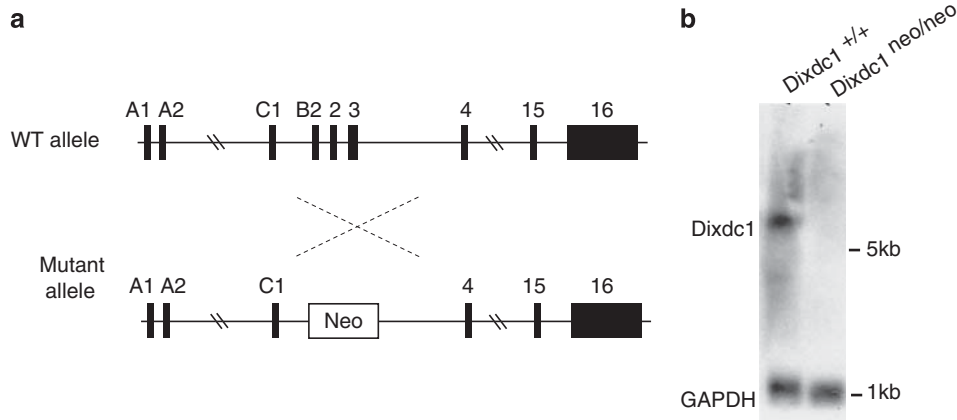 a
A1 A2 C1 B2 2 3 4 15 16
WT allele
Mutant
allele
A1 A2 C1 4 15 16
Neo
b
Dixdc1 +/+
Dixdc1 neo/neo
Dixdc1
5kb
GAPDH
1kb